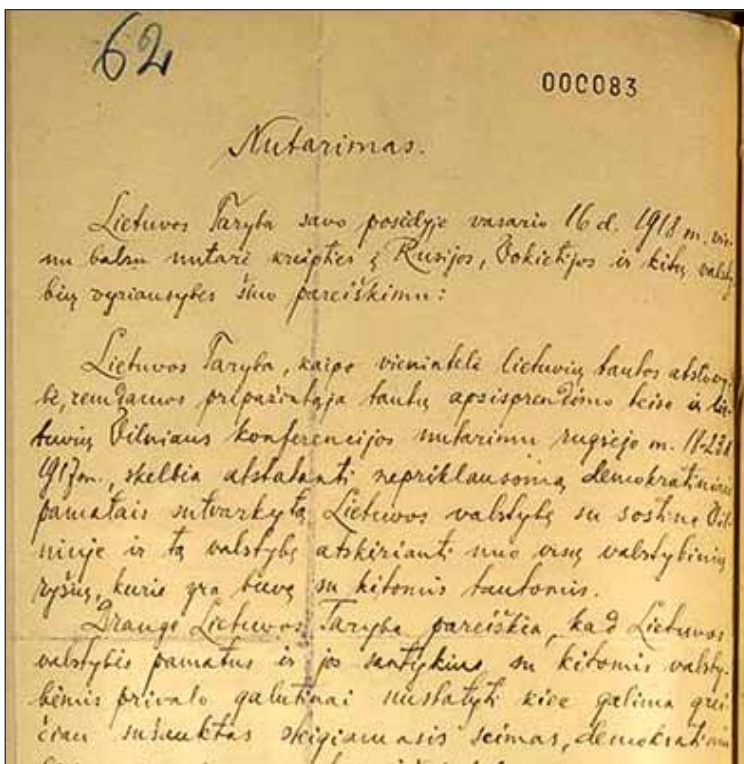 62
000083
Nutarimas.
Lietuvos Taryba savo posėdyje vasario 16 d. 1918 m. vie-
nu balsu nutarė kreipties į Rusijos, Vokietijos ir kitų valsty-
bių vyriausybes šiuo pareiškimu:
Lietuvos Taryba, kaipo vienintelė lietuvių tautos atstovy-
bė, remdamos pripažintąja tautų apsisprendimo teise ir lie-
tuvių Vilniaus konferencijos nutarimu rugsėjo m. 18-23 d
1917 m., skelbia atstatanti nepriklausomą, demokratiniais
pamatais sutvarkytą Lietuvos valstybę su sostine Vil-
niuje ir tą valstybę atskirianti nuo visų valstybinių
ryšių, kurie yra buvę su kitomis tautomis.
Drauge Lietuvos Taryba pareiškia, kad Lietuvos
valstybės pamatus ir jos santykius su kitomis valsty-
bėmis privalo galutinai nustatyti kiek galima grei-
čiau sušauktas steigiamasis seimas, demokratiniu